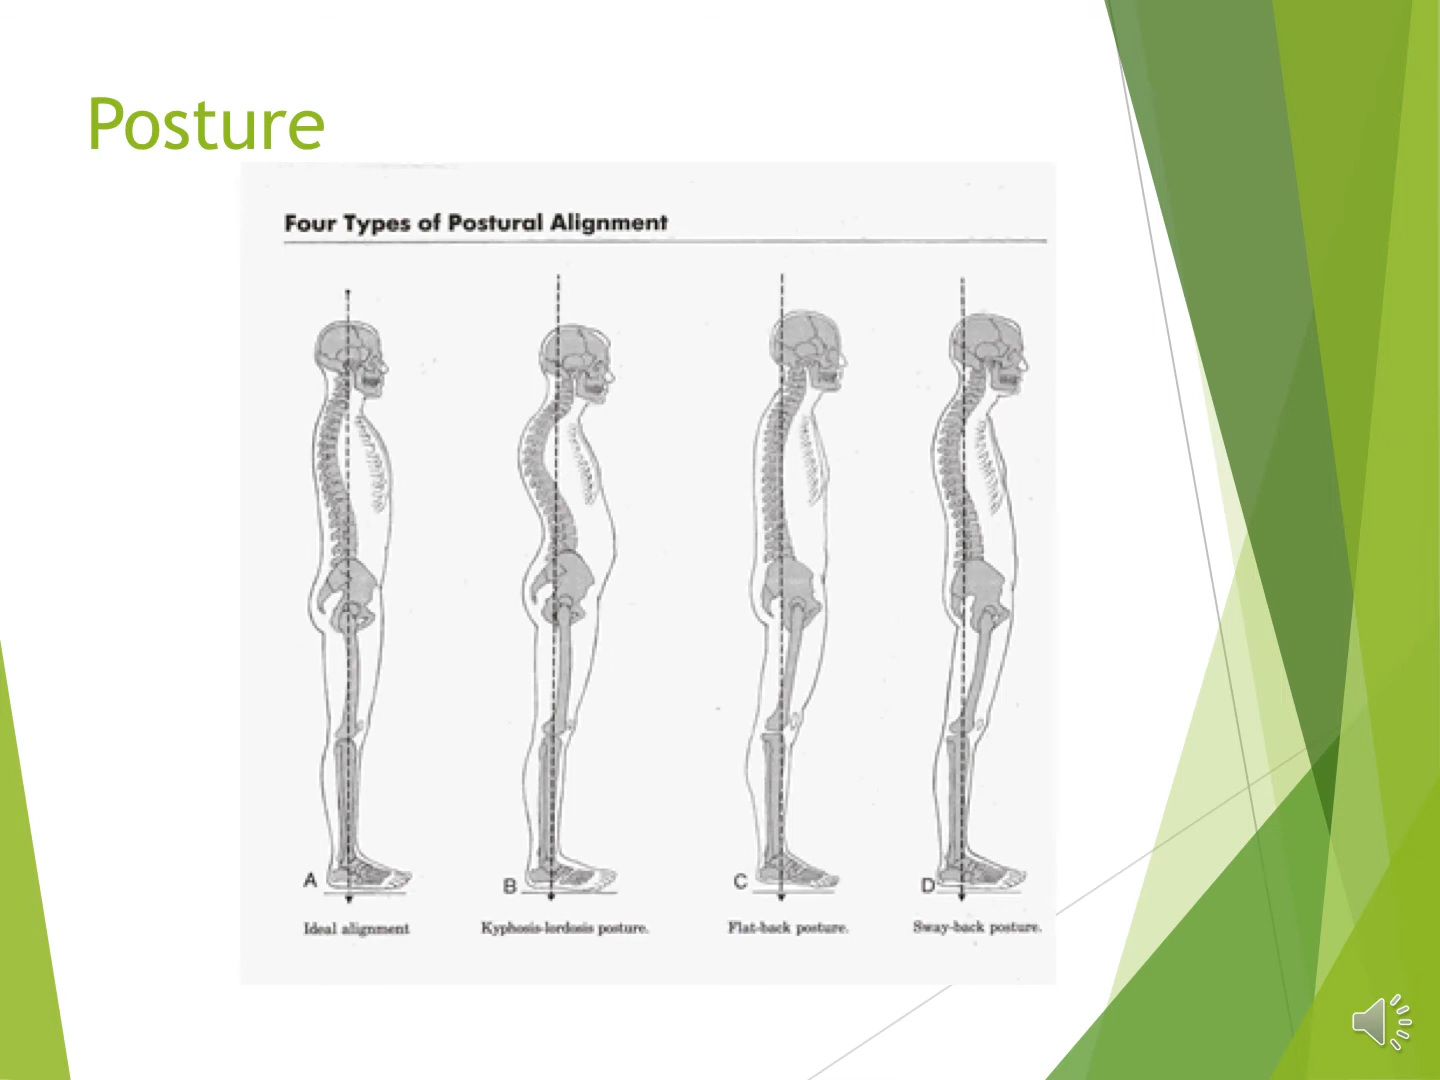 Posture
Four Types of Postural Alignment
A
B
C
D
Ideal alignment
Kyphosis-lordosis posture.
Flat-back posture.
Sway-back posture.